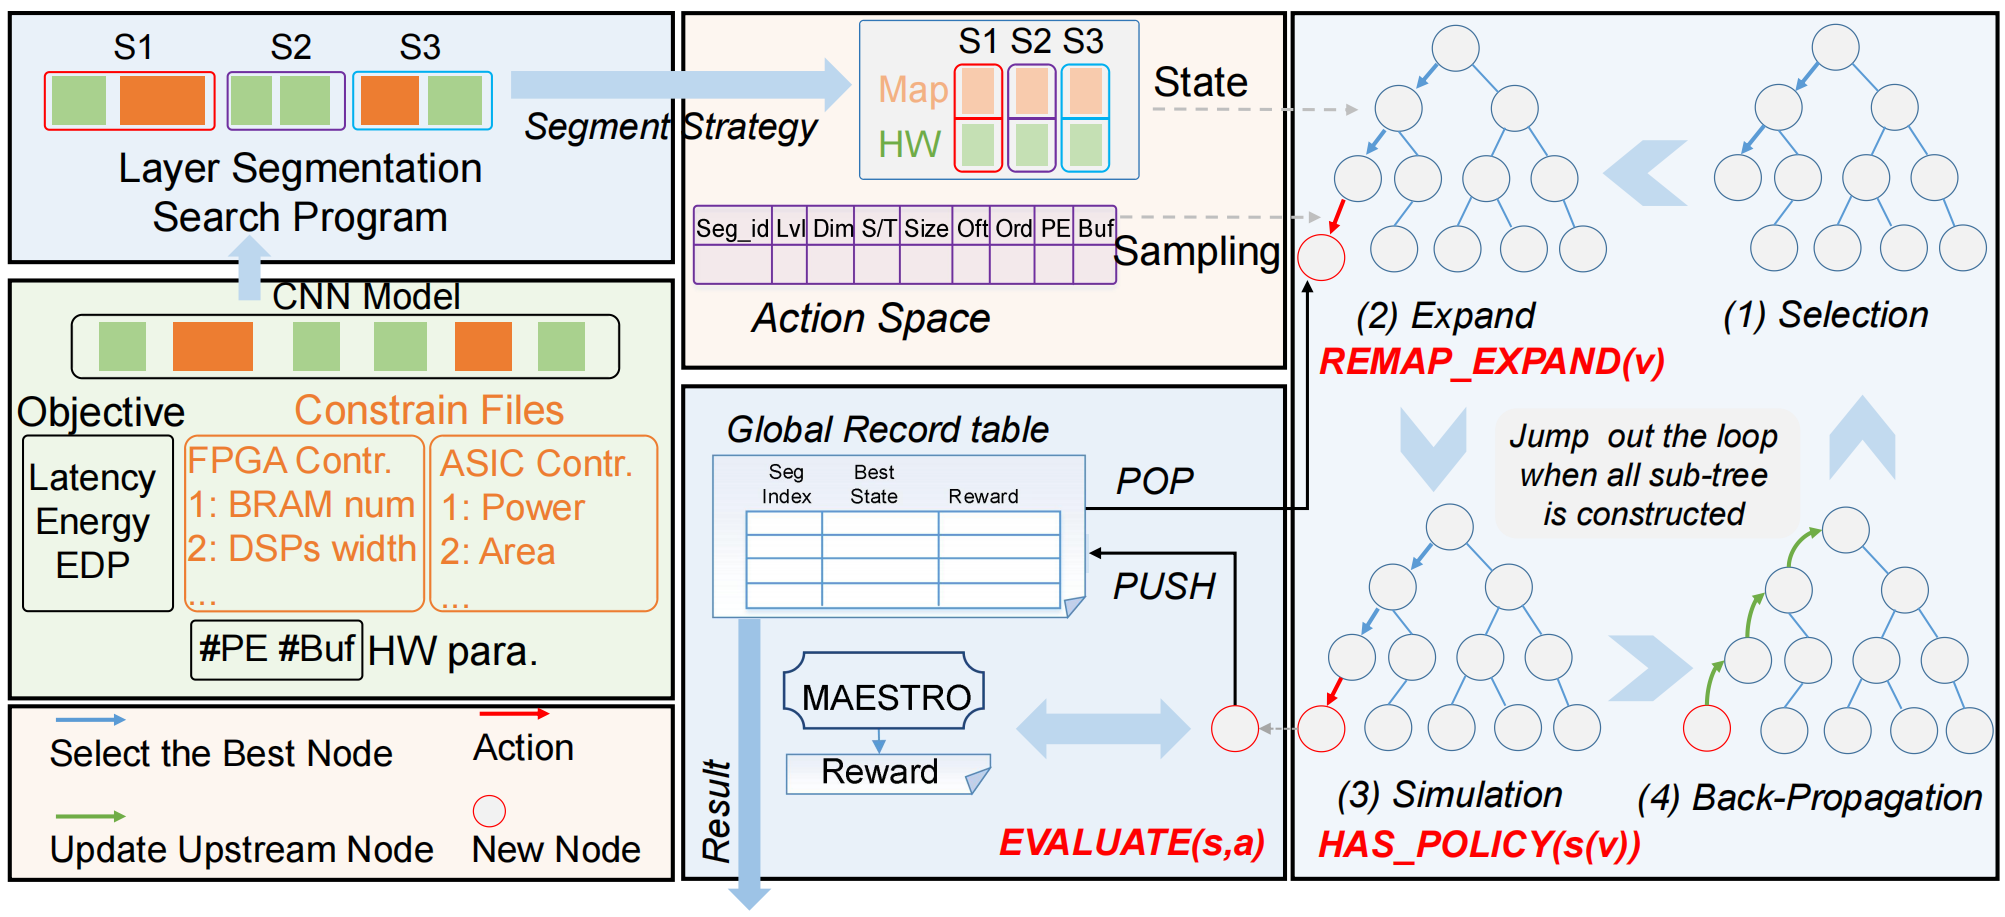 S1 S2 S3
Layer Segmentation
Search Program
Segment Strategy
CNN Model
Objective
Latency
Energy
EDP
Constrain Files
FPGA Contr.
1: BRAM num
2: DSPs width
...
ASIC Contr.
1: Power
2: Area
...
#PE #Buf HW para.
Select the Best Node
Action
Update Upstream Node
New Node
S1 S2 S3
Map
HW
State
Seg_id Lvl Dim S/T Size Oft Ord PE Buf
Sampling
Action Space
Global Record table
Seg
Index
Best
State
Reward
POP
PUSH
MAESTRO
Reward
Result
EVALUATE(s,a)
(2) Expand
REMAP_EXPAND(v)
(1) Selection
Jump out the loop
when all sub-tree
is constructed
(3) Simulation
HAS_POLICY(s(v))
(4) Back-Propagation